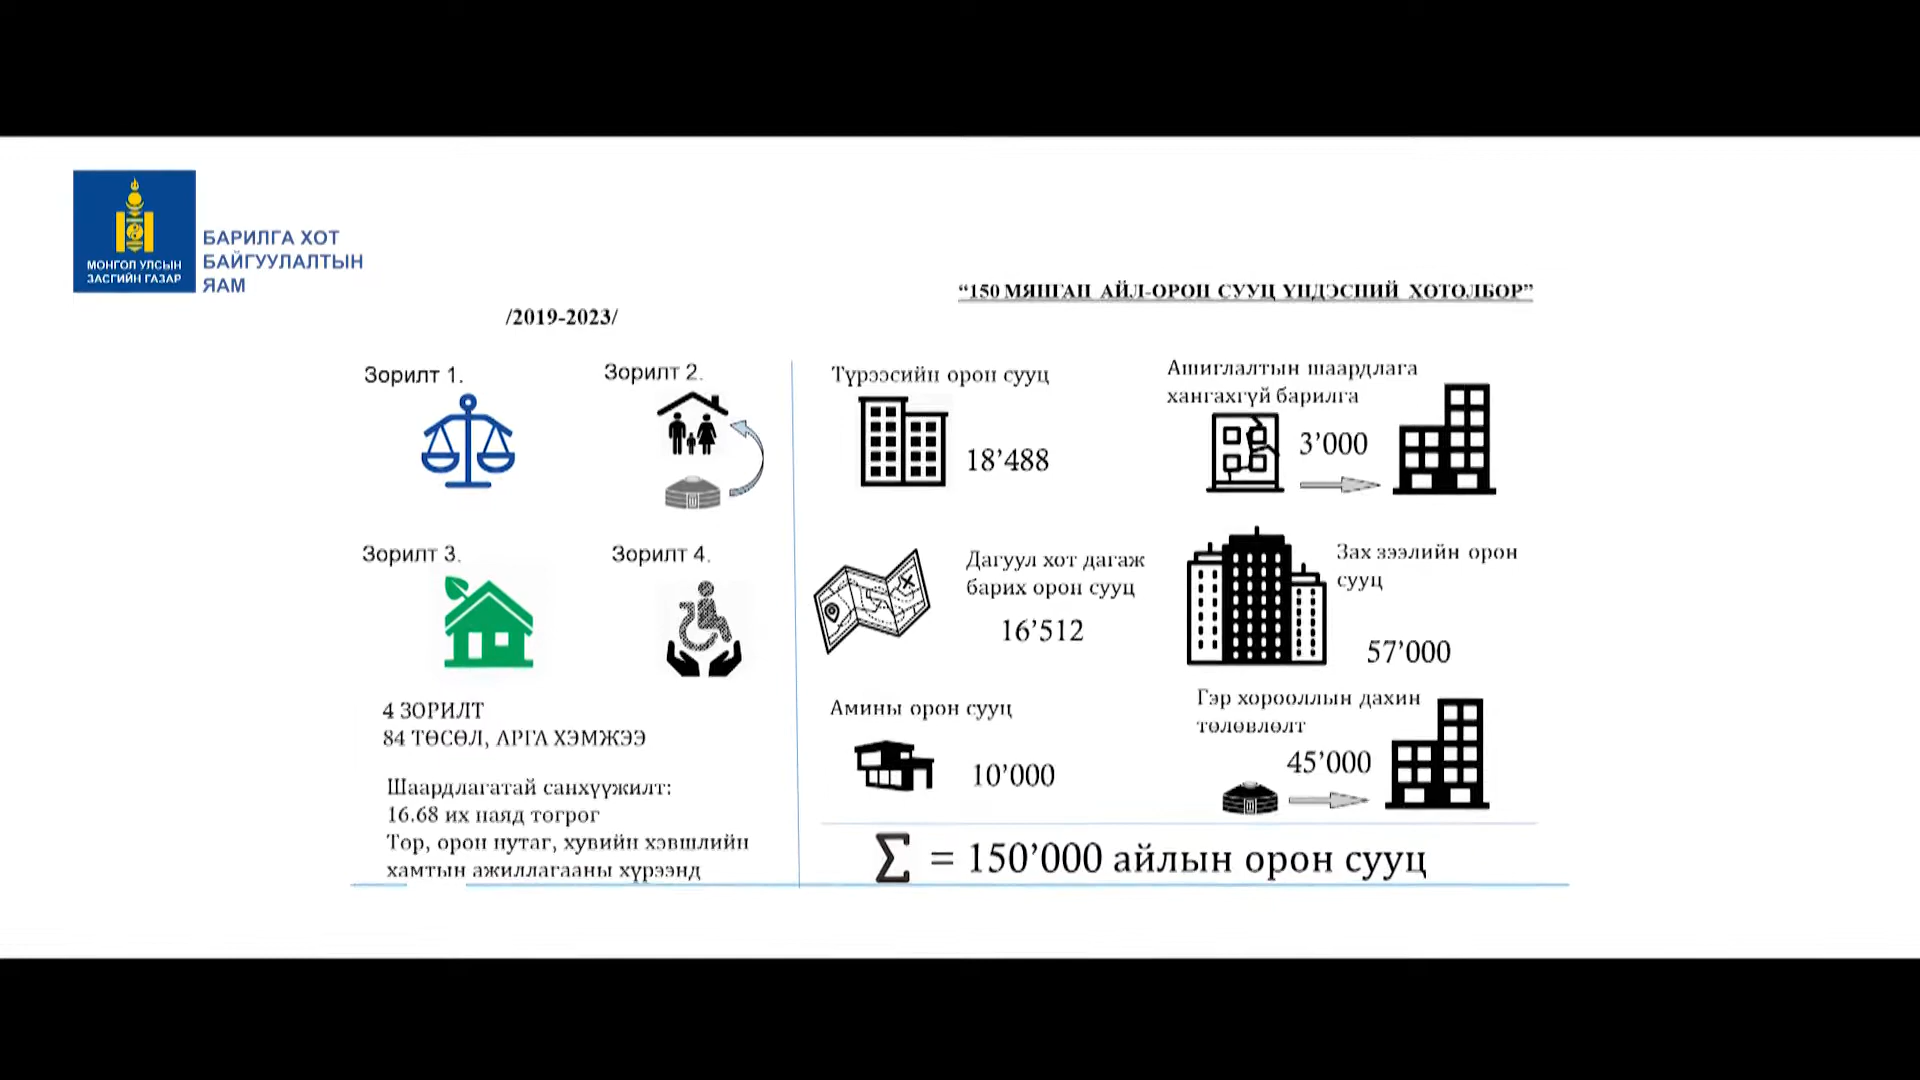 МОНГОЛ УЛСЫН
ЗАСГИЙН ГАЗАР
БАРИЛГА ХОТ
БАЙГУУЛАЛТЫН
ЯАМ
“150 МЯНГАН АЙЛ-ОРОН СУУЦ ҮНДЭСНИЙ ХӨТӨЛБӨР”
/2019-2023/
Зорилт 1.
Зорилт 2.
Зорилт 3.
Зорилт 4.
4 ЗОРИЛТ
84 ТӨСӨЛ, АРГА ХЭМЖЭЭ
Шаардлагатай санхүүжилт:
16.68 их наяд төгрөг
Төр, орон нутаг, хувийн хэвшлийн
хамтын ажиллагааны хүрээнд
Түрээсийн орон сууц
18’488
Ашиглалтын шаардлага
хангахгүй барилга
3’000
Дагуул хот дагаж
барих орон сууц
16’512
Зах зээлийн орон
сууц
57’000
Амины орон сууц
10’000
Гэр хорооллын дахин
төлөвлөлт
45’000
∑ = 150’000 айлын орон сууц